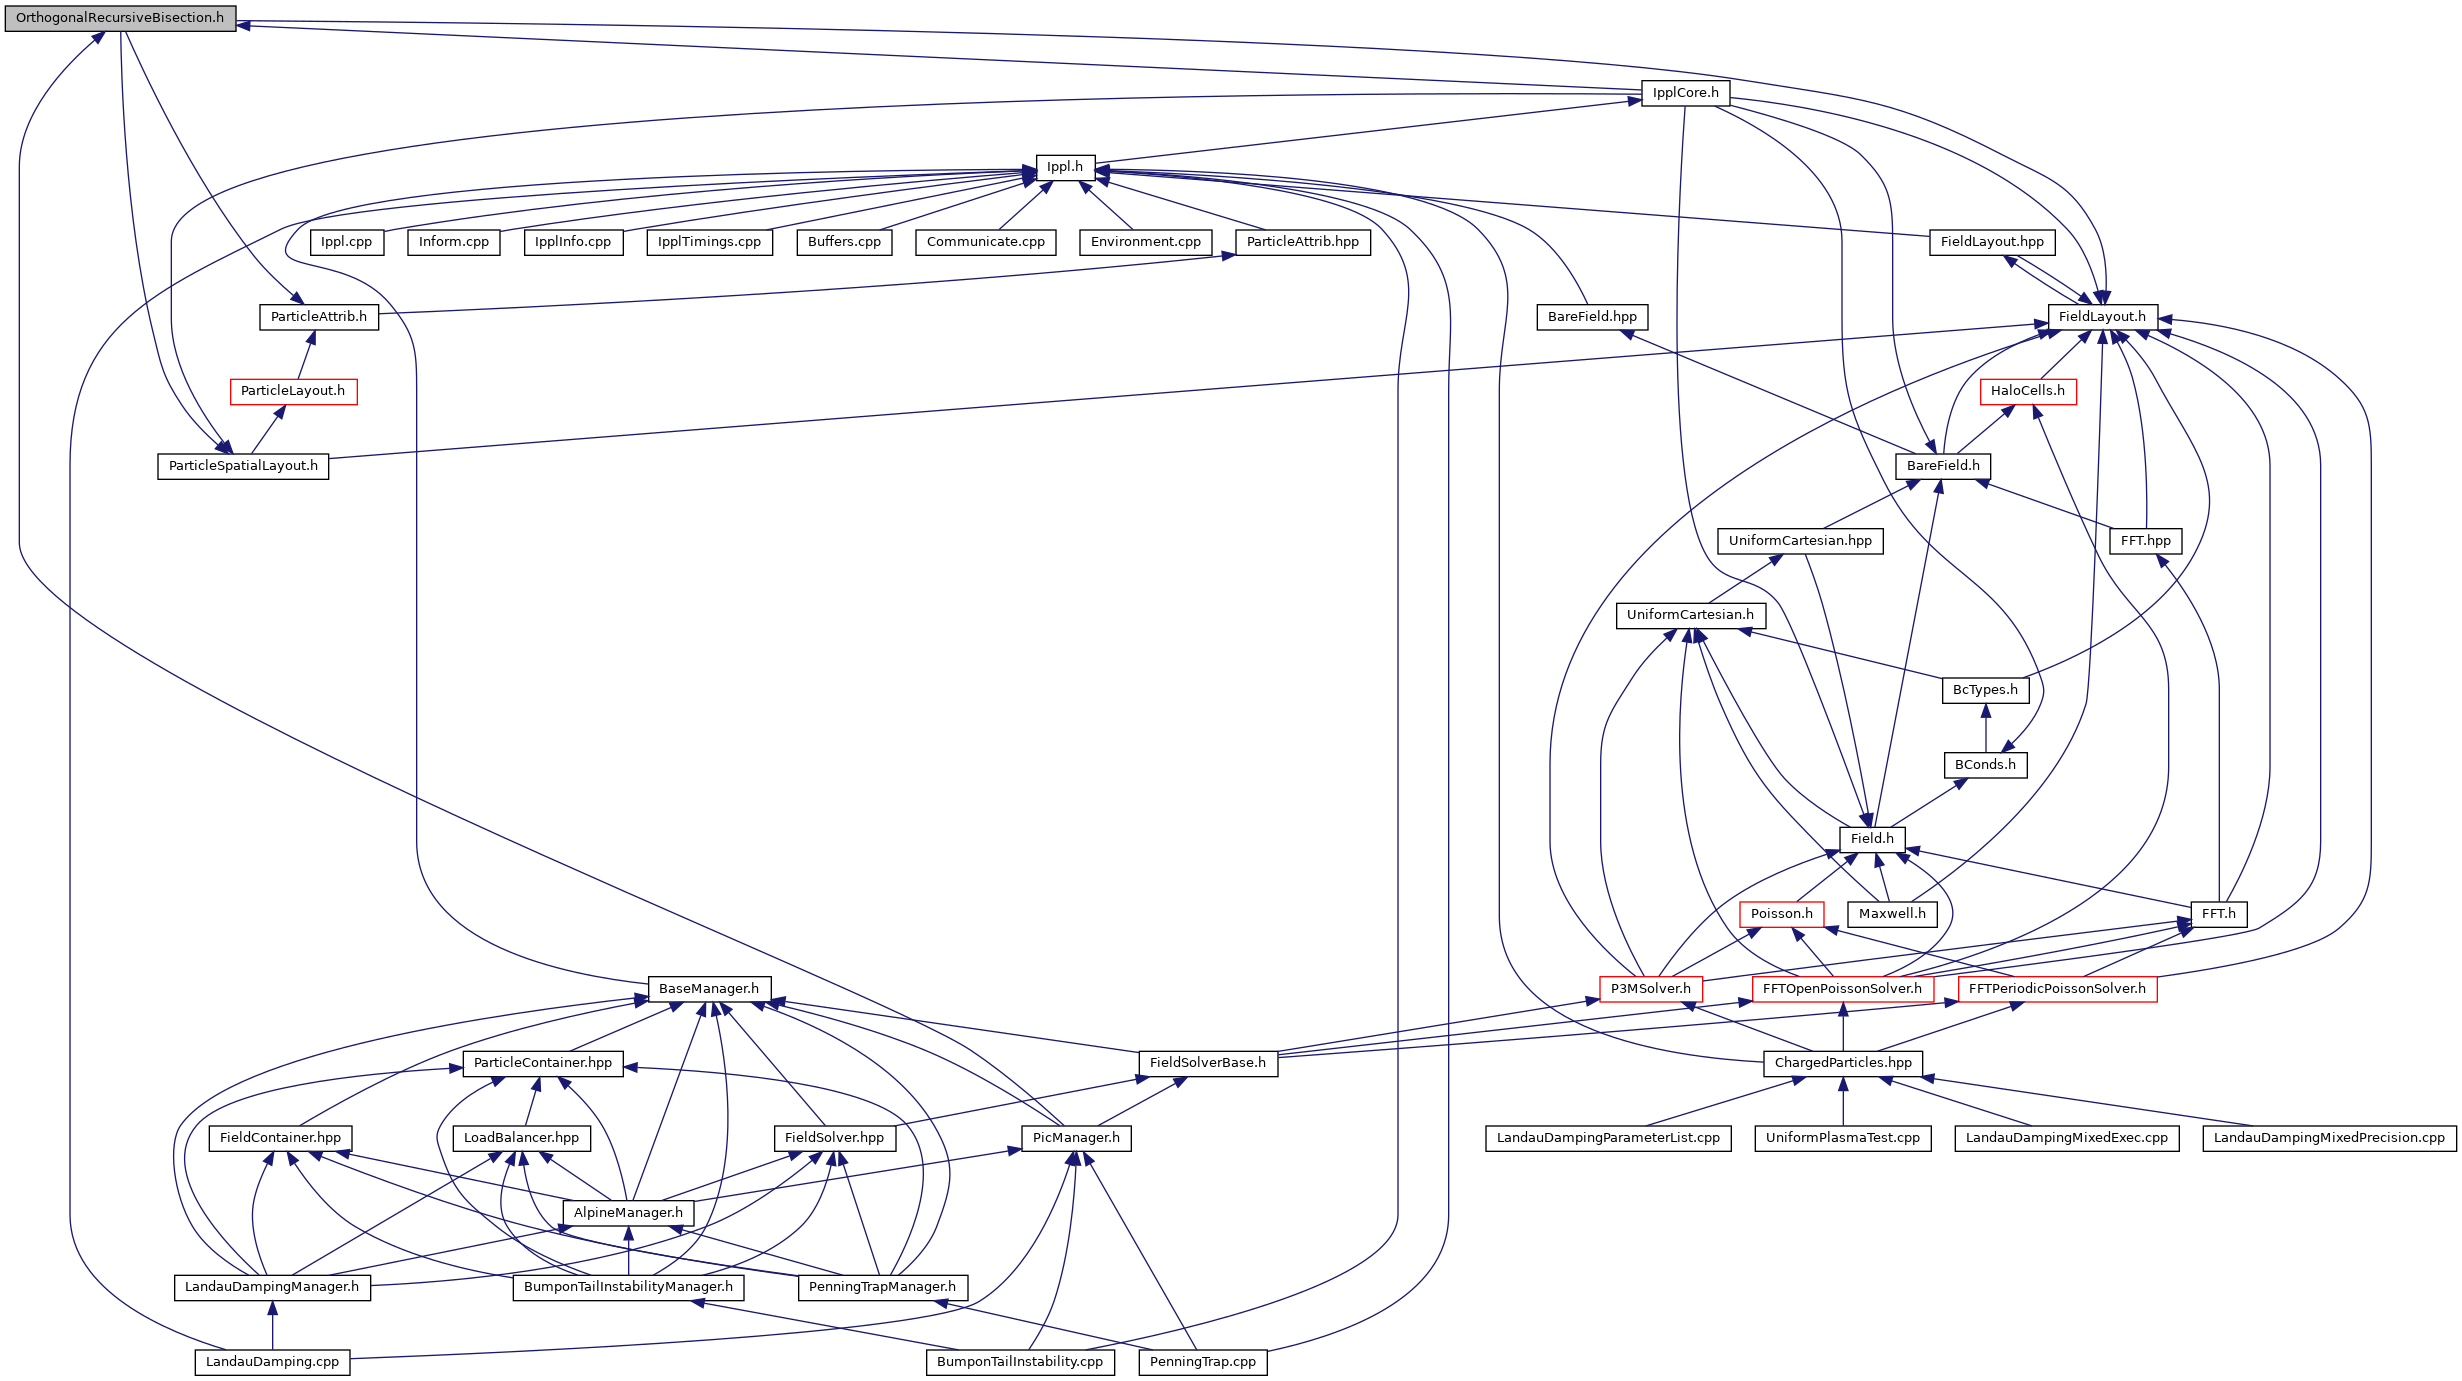 OrthogonalRecursiveBisection.h
IpplCore.h
Ippl.h
Ippl.cpp
Inform.cpp
IpplInfo.cpp
IpplTimings.cpp
Buffers.cpp
Communicate.cpp
Environment.cpp
ParticleAttrib.hpp
FieldLayout.hpp
ParticleAttrib.h
BareField.hpp
FieldLayout.h
ParticleLayout.h
HaloCells.h
ParticleSpatialLayout.h
BareField.h
UniformCartesian.hpp
FFT.hpp
UniformCartesian.h
BcTypes.h
BConds.h
Field.h
Poisson.h
Maxwell.h
FFT.h
BaseManager.h
P3MSolver.h
FFTOpenPoissonSolver.h
FFTPeriodicPoissonSolver.h
ParticleContainer.hpp
FieldSolverBase.h
ChargedParticles.hpp
FieldContainer.hpp
LoadBalancer.hpp
FieldSolver.hpp
PicManager.h
LandauDampingParameterList.cpp
UniformPlasmaTest.cpp
LandauDampingMixedExec.cpp
LandauDampingMixedPrecision.cpp
AlpineManager.h
LandauDampingManager.h
BumponTailInstabilityManager.h
PenningTrapManager.h
LandauDamping.cpp
BumponTailInstability.cpp
PenningTrap.cpp